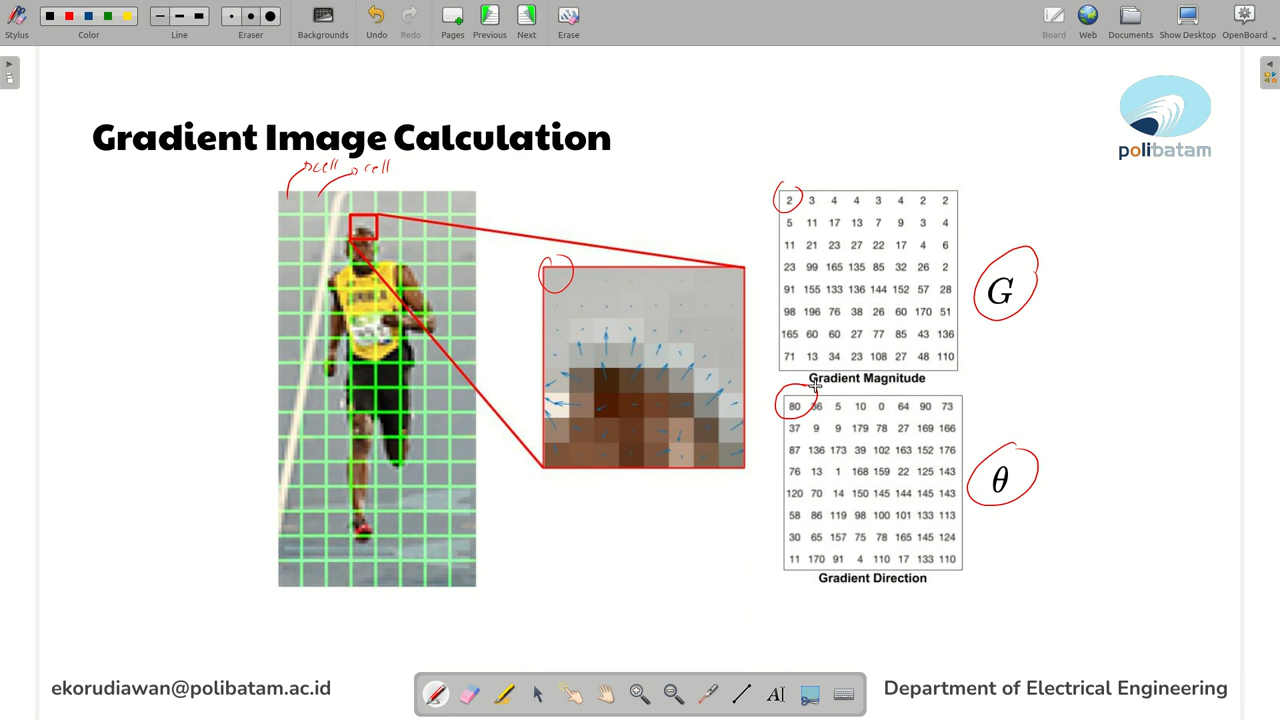 Stylus Color Line Eraser Backgrounds Undo Redo Pages Previous Next Erase Board Web Documents Show Desktop OpenBoard
Gradient Image Calculation
polibatam
cell cell
2 3 4 4 3 4 2 2
5 11 17 13 7 9 3 4
11 21 23 27 22 17 4 6
23 99 165 135 85 32 26 2
91 155 133 136 144 152 57 28
98 196 76 38 26 60 170 51
165 60 60 27 77 85 43 136
71 13 34 23 108 27 48 110
G
Gradient Magnitude
80 36 5 10 0 64 90 73
37 9 9 179 78 27 169 166
87 136 173 39 102 163 152 176
76 13 1 168 159 22 125 143
120 70 14 150 145 144 145 143
58 86 119 98 100 101 133 113
30 65 157 75 78 165 145 124
11 170 91 4 110 17 133 110
θ
Gradient Direction
ekorudiawan@polibatam.ac.id
AI
Department of Electrical Engineering